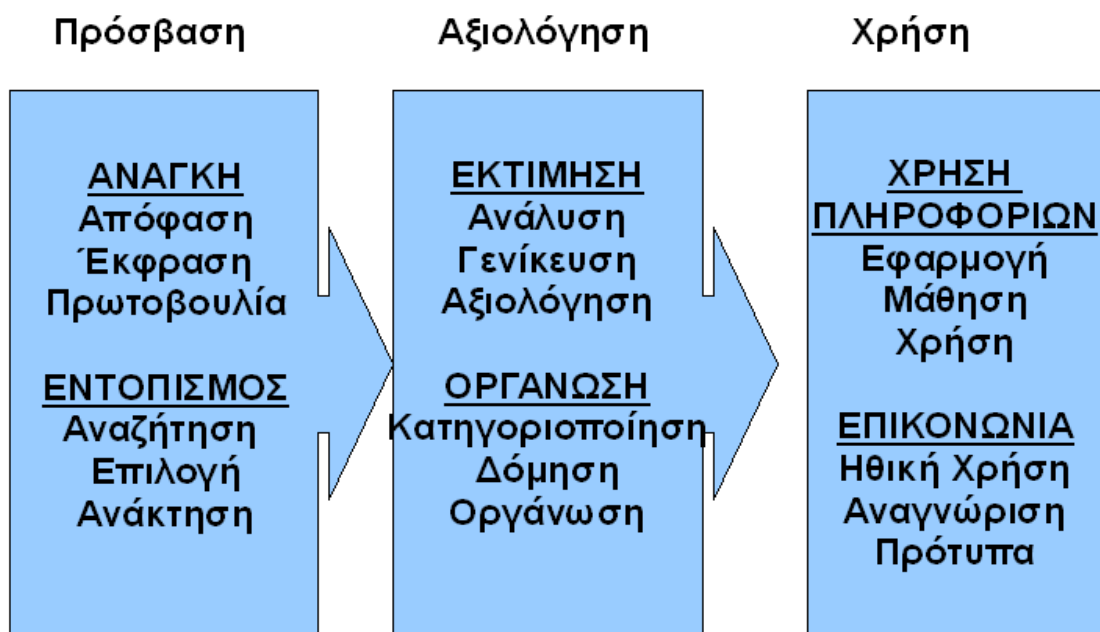 Πρόσβαση
Αξιολόγηση
Χρήση
ΑΝΑΓΚΗ
Απόφαση
Έκφραση
Πρωτοβουλία
ΕΝΤΟΠΙΣΜΟΣ
Αναζήτηση
Επιλογή
Ανάκτηση
ΕΚΤΙΜΗΣΗ
Ανάλυση
Γενίκευση
Αξιολόγηση
ΟΡΓΑΝΩΣΗ
Κατηγοριοποίηση
Δόμηση
Οργάνωση
ΧΡΗΣΗ
ΠΛΗΡΟΦΟΡΙΩΝ
Εφαρμογή
Μάθηση
Χρήση
ΕΠΙΚΟΝΩΝΙΑ
Ηθική Χρήση
Αναγνώριση
Πρότυπα